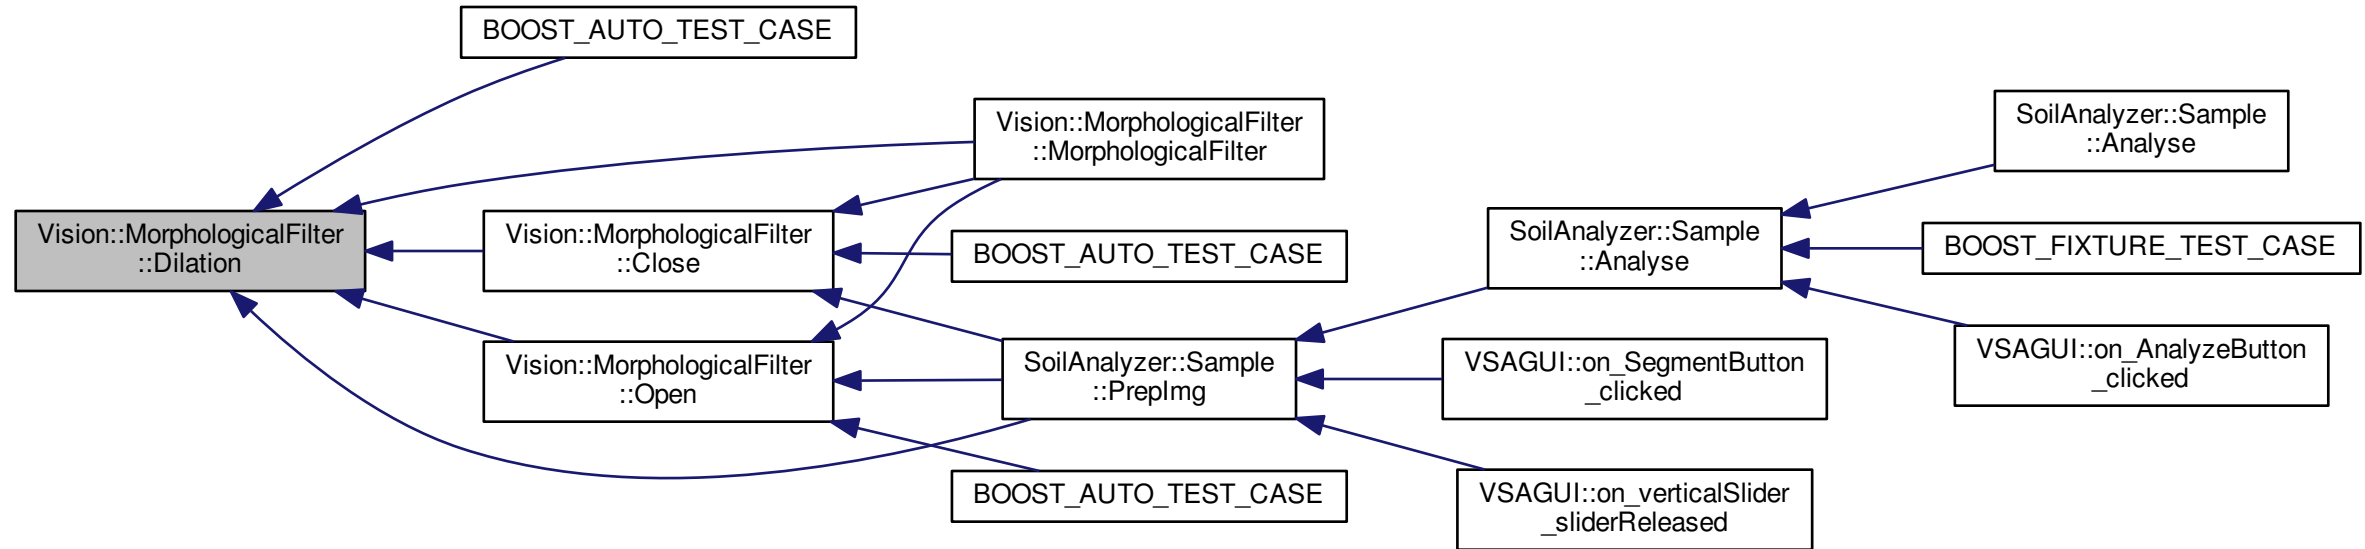 BOOST_AUTO_TEST_CASE
Vision::MorphologicalFilter
::MorphologicalFilter
SoilAnalyzer::Sample
::Analyse
Vision::MorphologicalFilter
::Dilation
Vision::MorphologicalFilter
::Close
BOOST_AUTO_TEST_CASE
SoilAnalyzer::Sample
::Analyse
BOOST_FIXTURE_TEST_CASE
Vision::MorphologicalFilter
::Open
SoilAnalyzer::Sample
::PrepImg
VSAGUI::on_SegmentButton
_clicked
VSAGUI::on_AnalyzeButton
_clicked
BOOST_AUTO_TEST_CASE
VSAGUI::on_verticalSlider
_sliderReleased